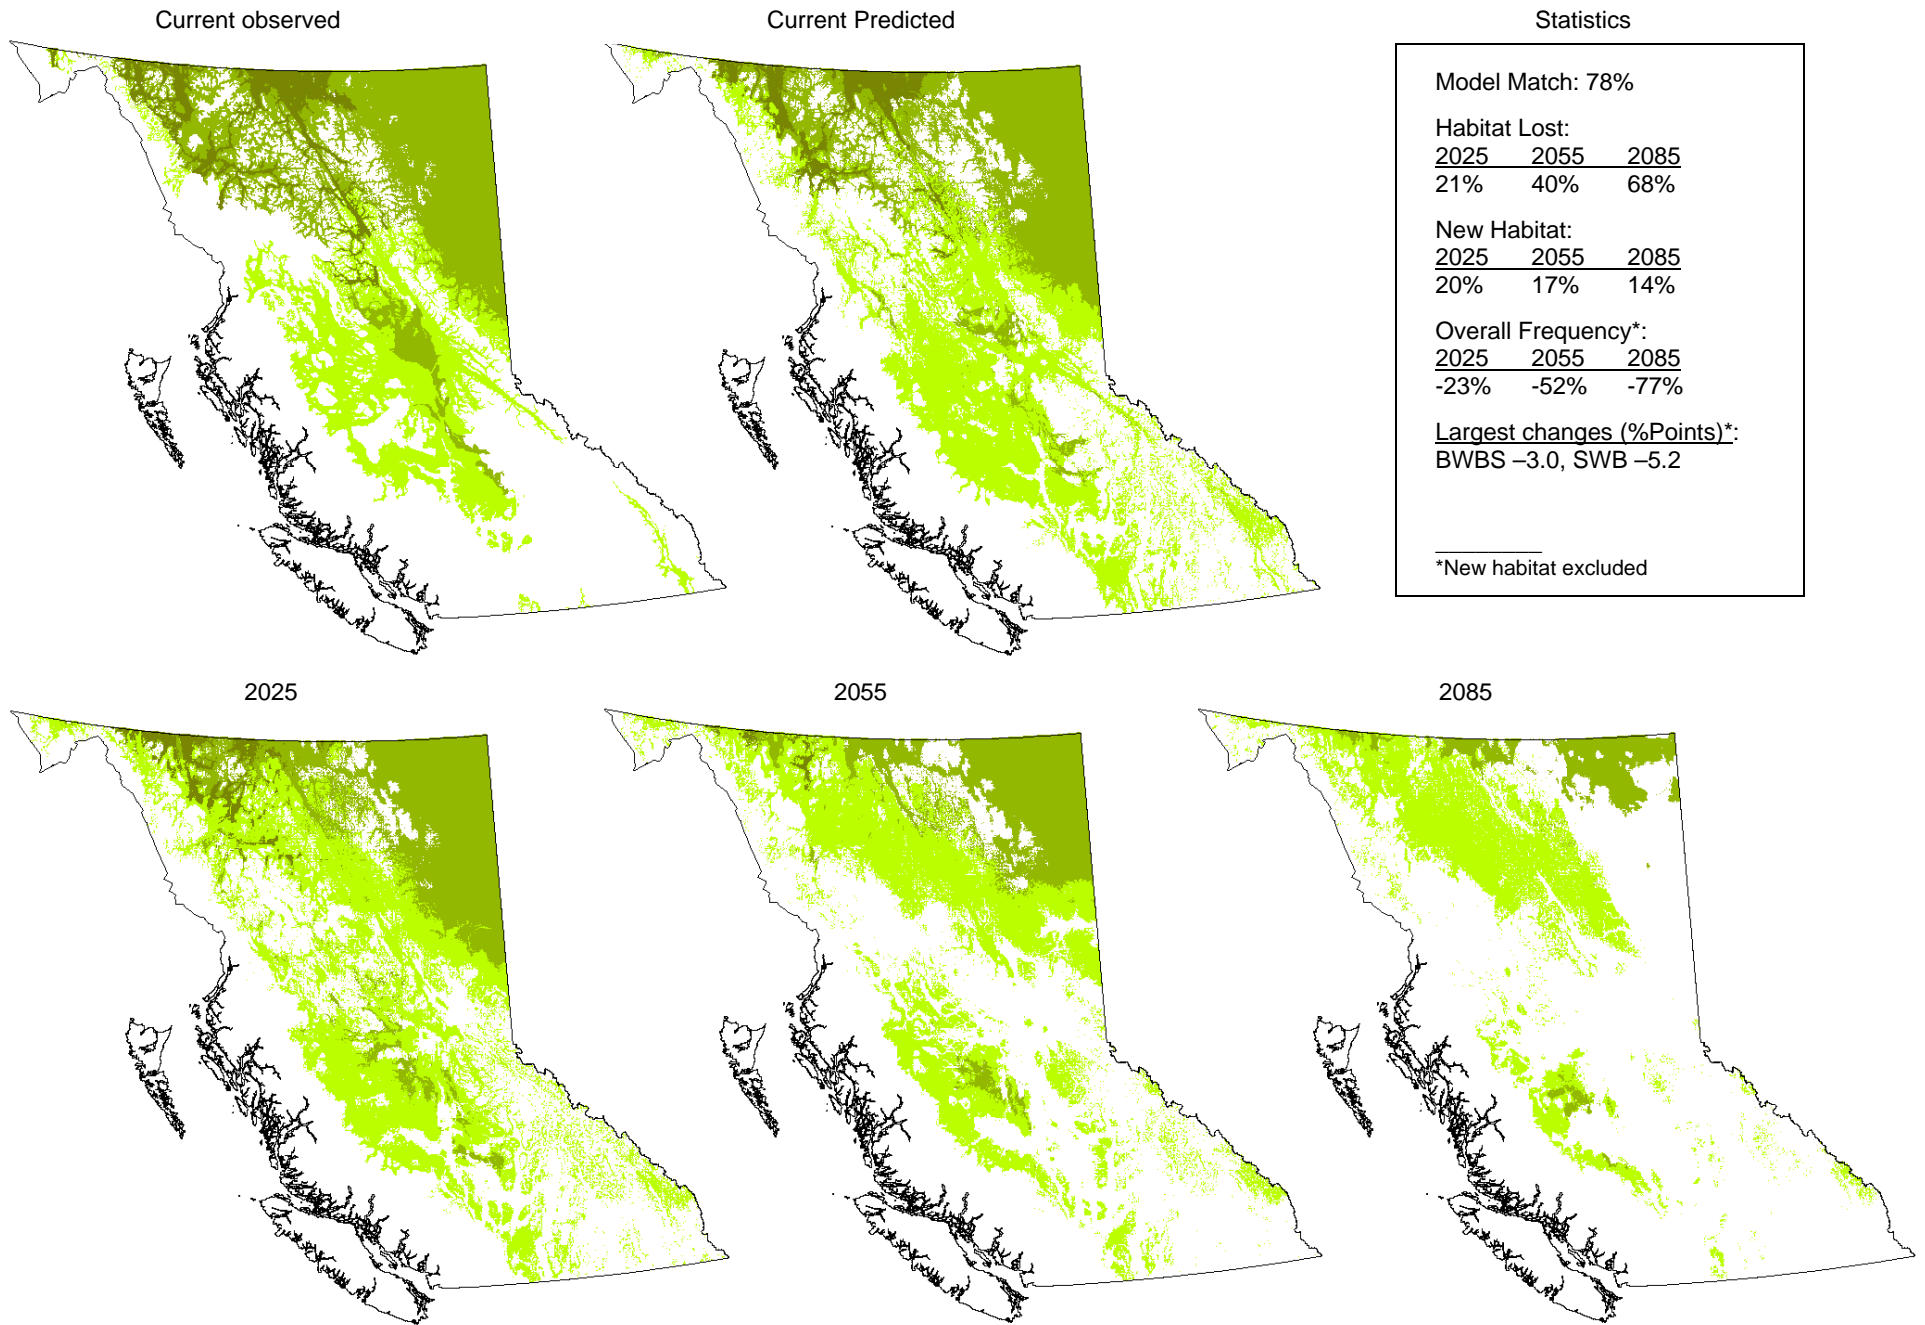 Current observed
Current Predicted
Statistics
Model Match: 78%
Habitat Lost:
2025 2055 2085
21% 40% 68%
New Habitat:
2025 2055 2085
20% 17% 14%
Overall Frequency*:
2025 2055 2085
-23% -52% -77%
Largest changes (%Points)*:
BWBS –3.0, SWB –5.2
*New habitat excluded
2025
2055
2085